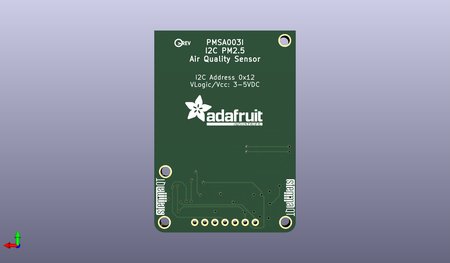 REV
PMSA003I
I2C PM2.5
Air Quality Sensor
I2C Address 0x12
VLogic/Vcc: 3-5VDC
adafruit